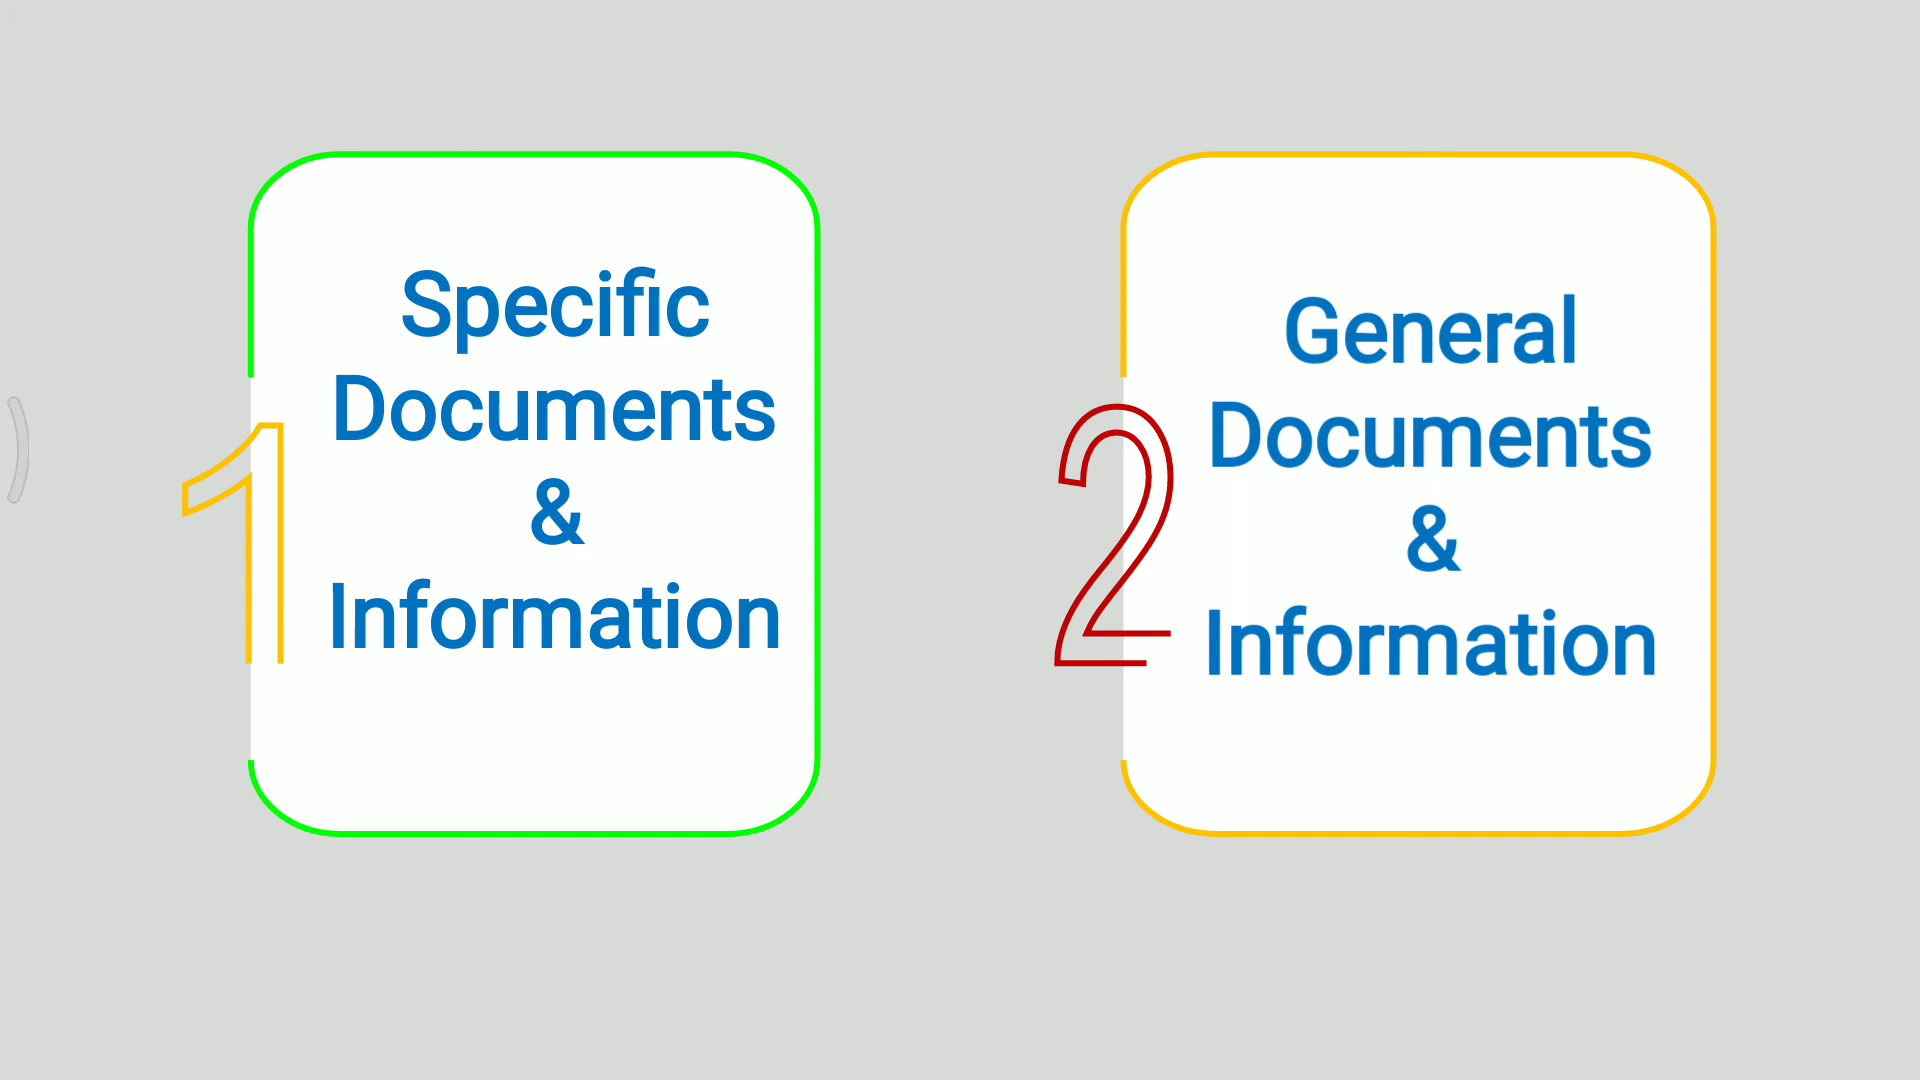 1
Specific
Documents
&
Information
2
General
Documents
&
Information